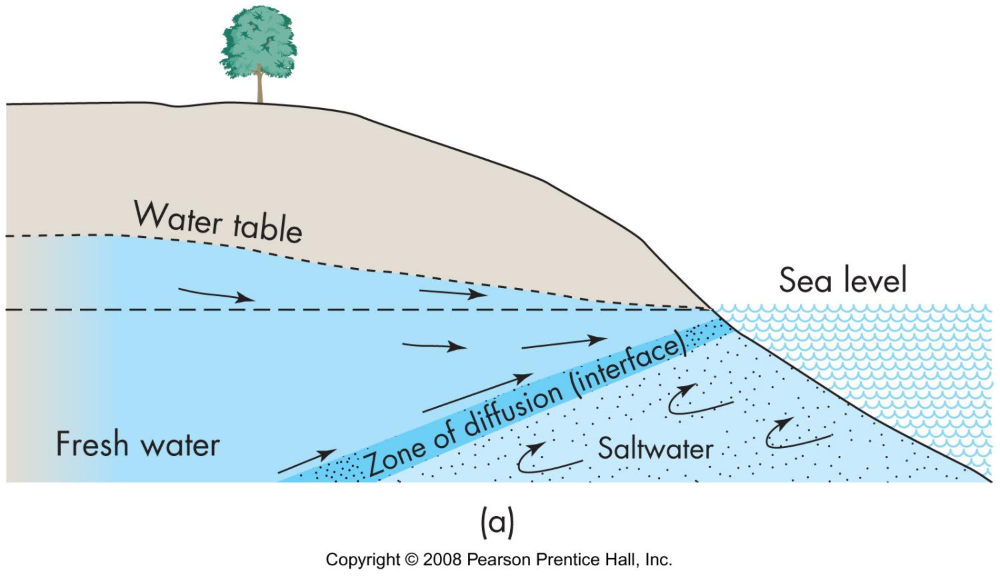 Water table
Sea level
Zone of diffusion (interface)
Fresh water
Saltwater
(a)
Copyright © 2008 Pearson Prentice Hall, Inc.